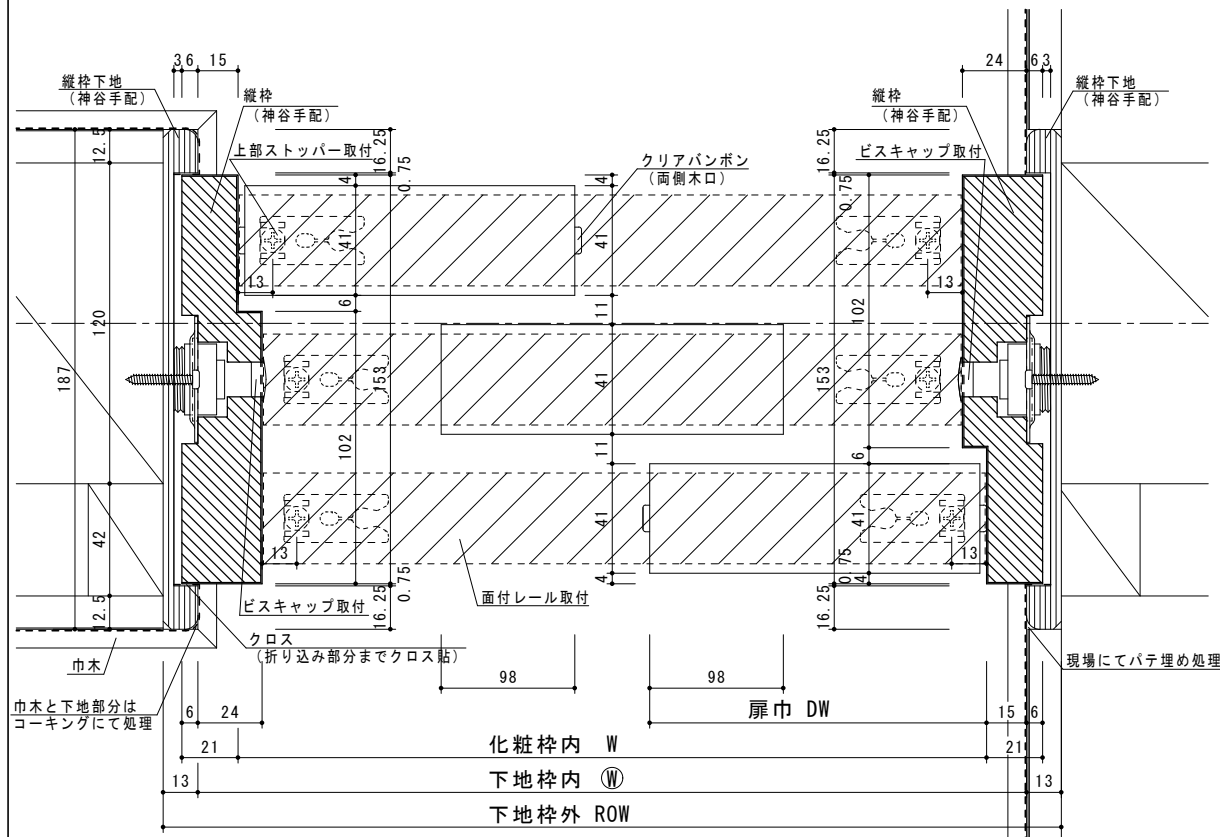 36 15
24 63
縦枠下地
(神谷手配)
縦枠
(神谷手配)
上部ストッパー取付
クリアバンポン
(両側木口)
縦枠
(神谷手配)
ビスキャップ取付
縦枠下地
(神谷手配)
12.5
16.25
0.75
4
4
16.25
0.75
41
41
13
13
6
11
102
120
187
153
41
153
102
11
6
42
41
41
13
13
0.75
4
0.75
4
12.5
16.25
16.25
ビスキャップ取付
面付レール取付
クロス
(折り込み部分までクロス貼)
巾木
現場にてパテ埋め処理
98
98
巾木と下地部分は
コーキングにて処理
6 24
扉巾 DW
15 6
21
化粧枠内 W
21
13
下地枠内 Ⓦ
13
下地枠外 ROW